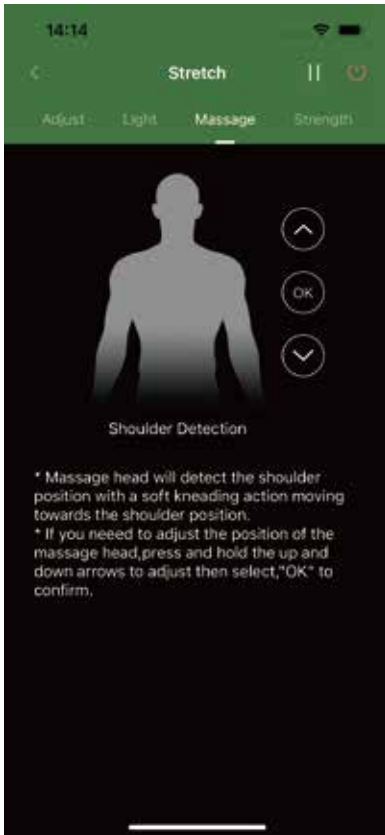 14:14
Stretch
Adjust Light Massage Strength
OK
Shoulder Detection
* Massage head will detect the shoulder
position with a soft kneading action moving
towards the shoulder position.
* If you neeed to adjust the position of the
massage head,press and hold the up and
down arrows to adjust then select,"OK" to
confirm.